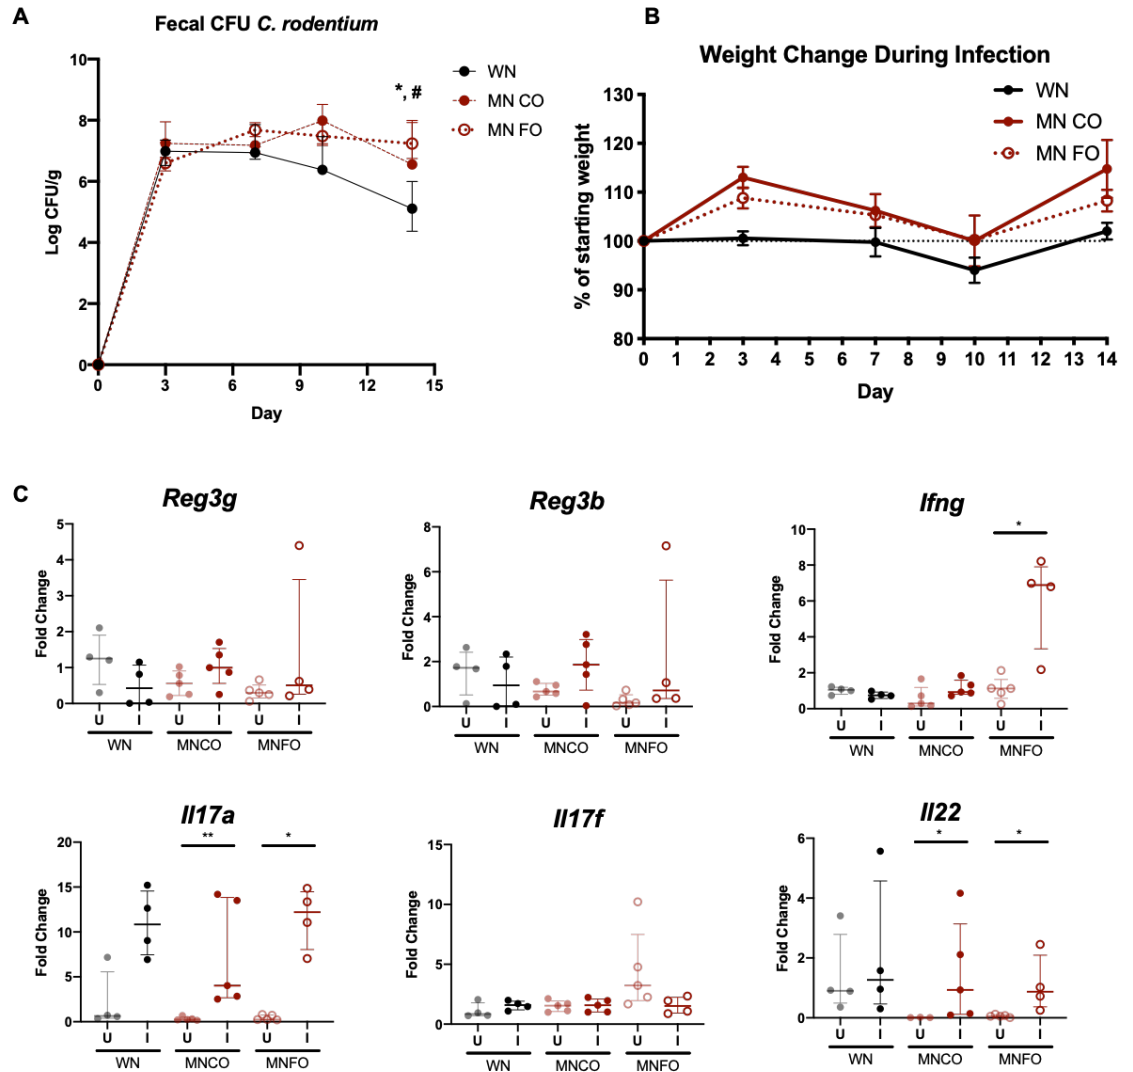 A
Fecal CFU C. rodentium
10
8
6
4
2
0
Log CFU/g
0 3 6 9 12 15
Day
*, #
WN
MN CO
MN FO
B
Weight Change During Infection
130
120
110
100
90
80
% of starting weight
0 1 2 3 4 5 6 7 8 9 10 11 12 13 14
Day
WN
MN CO
MN FO
C
Reg3g
5
4
3
2
1
0
Fold Change
U I U I U I
WN MNCO MNFO
Reg3b
8
6
4
2
0
Fold Change
U I U I U I
WN MNCO MNFO
Ifng
10
8
6
4
2
0
Fold Change
*
U I U I U I
WN MNCO MNFO
Il17a
20
15
10
5
0
Fold Change
** *
U I U I U I
WN MNCO MNFO
Il17f
15
10
5
0
Fold Change
U I U I U I
WN MNCO MNFO
Il22
6
4
2
0
Fold Change
* *
U I U I U I
WN MNCO MNFO